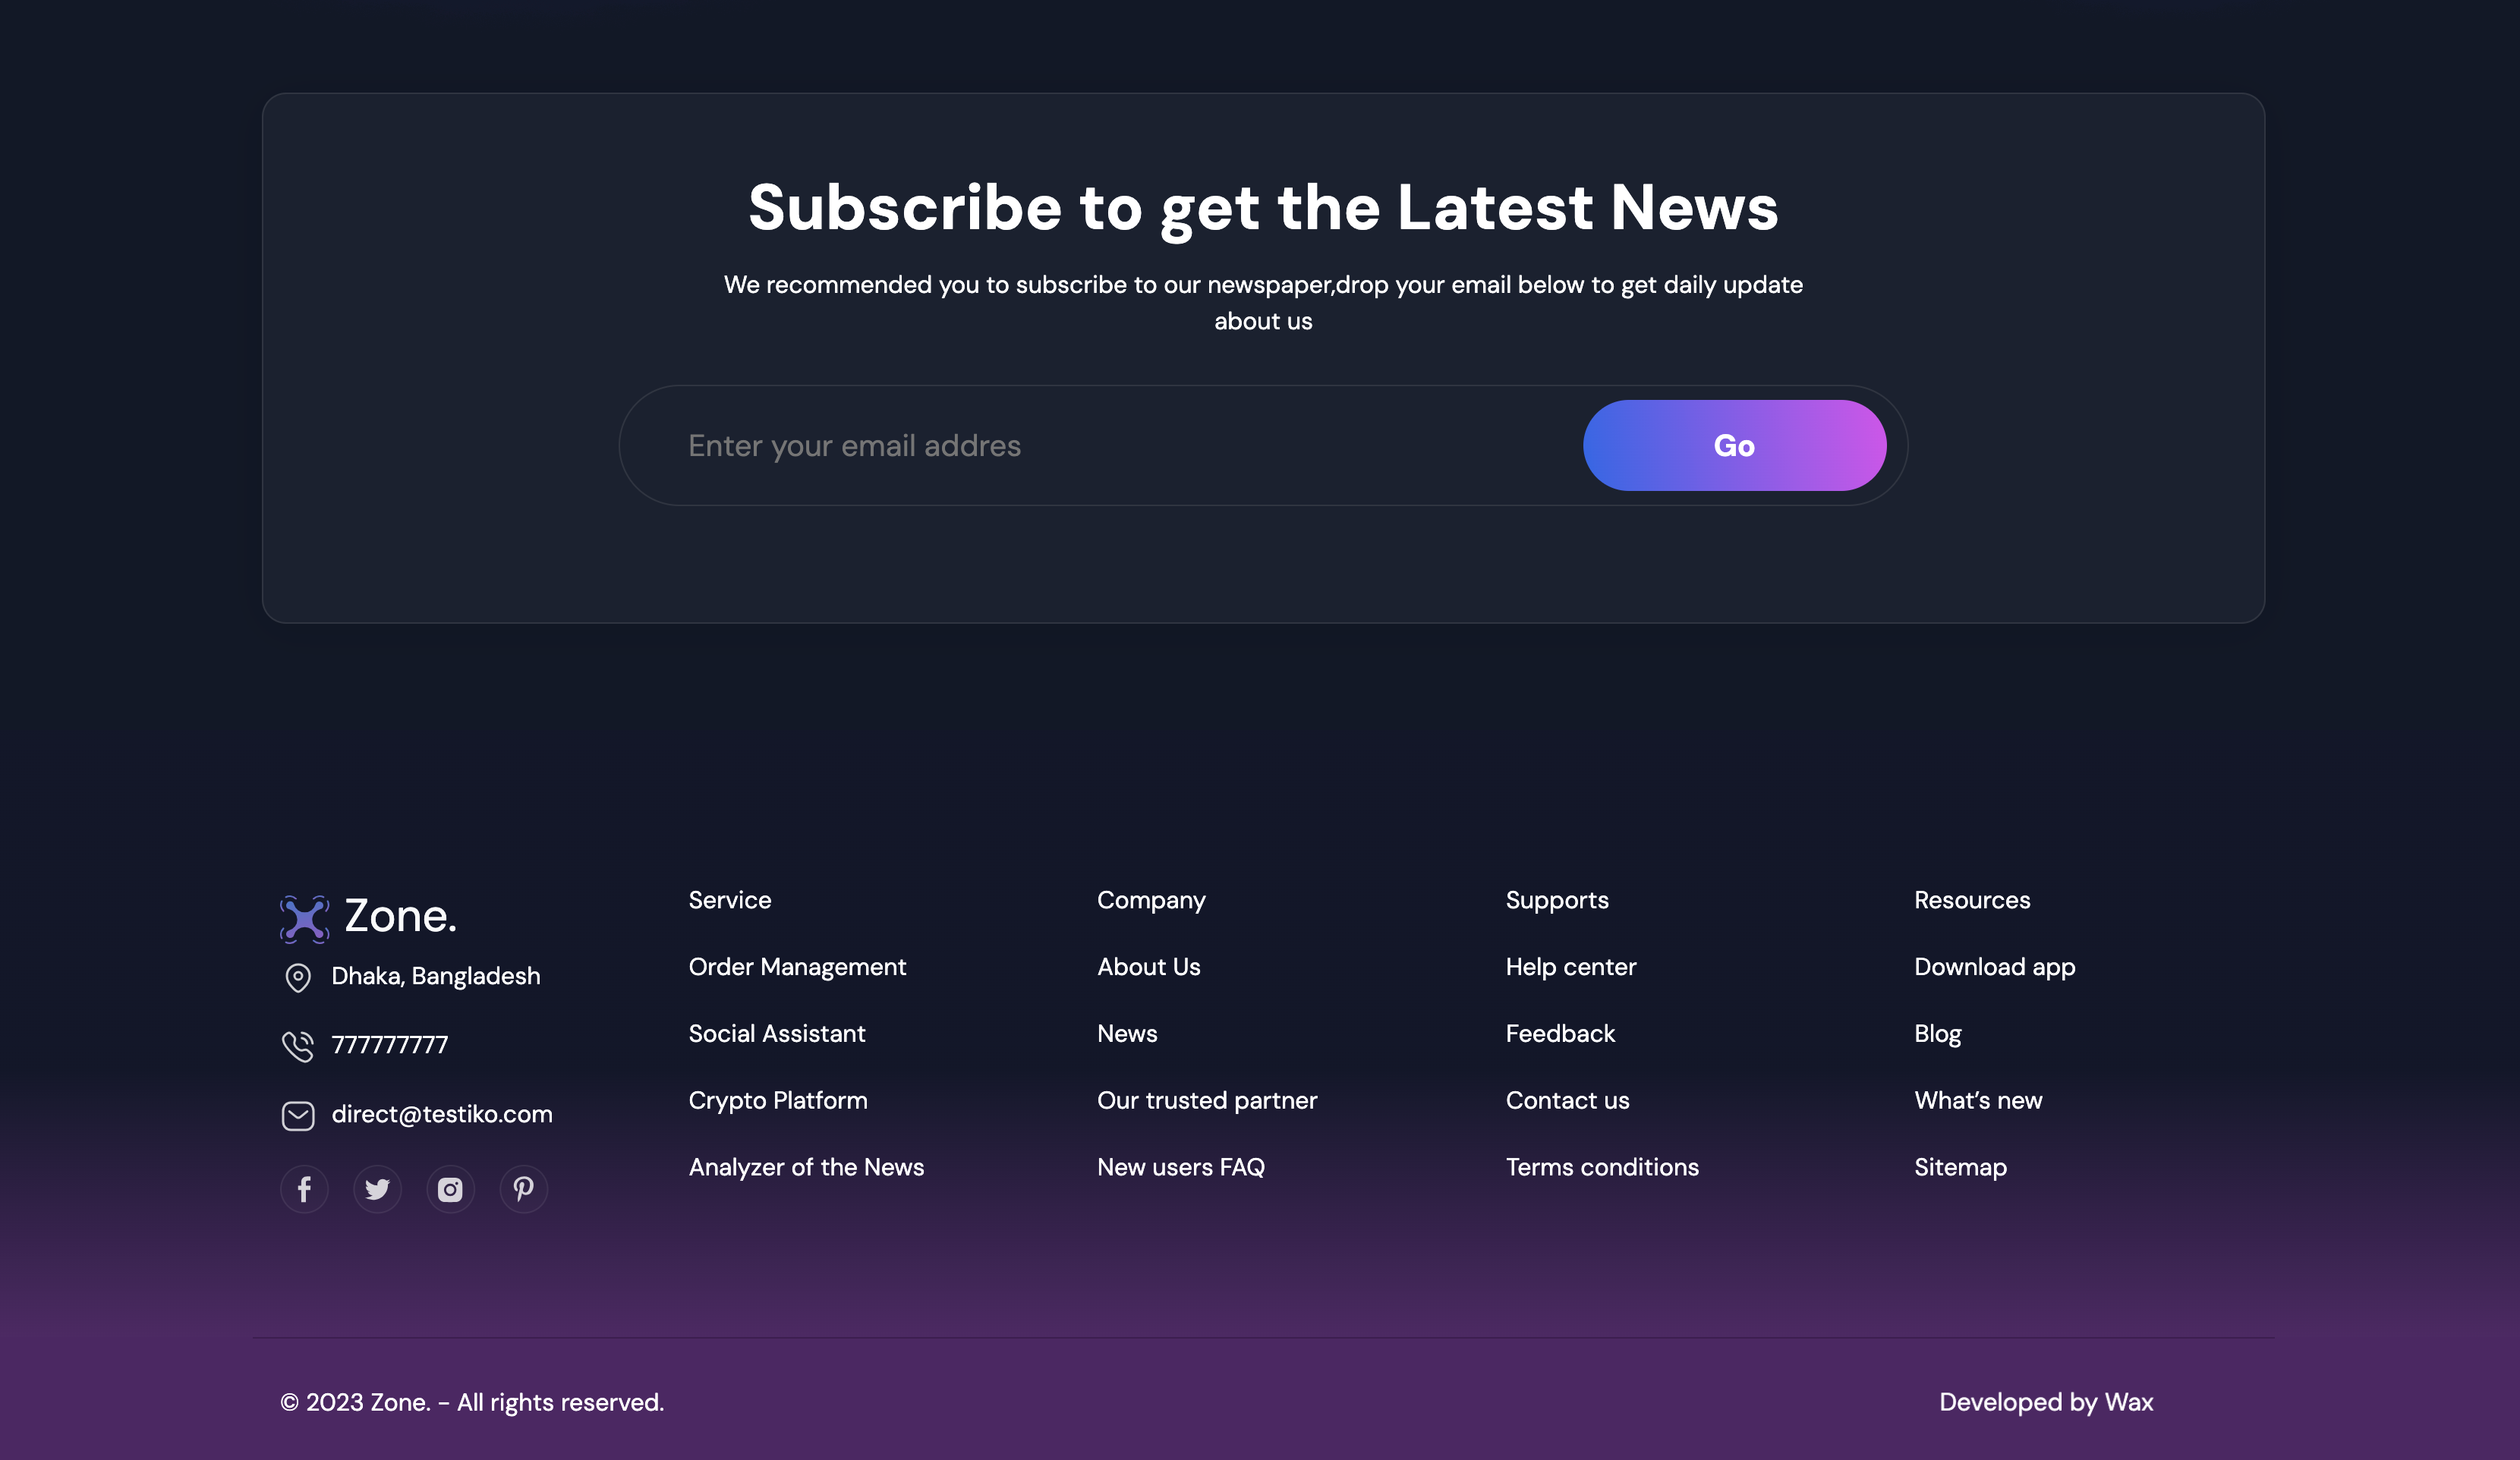 Subscribe to get the Latest News
We recommended you to subscribe to our newspaper,drop your email below to get daily update
about us
Enter your email addres
Go
Zone.
Dhaka, Bangladesh
777777777
direct@testiko.com
Service
Order Management
Social Assistant
Crypto Platform
Analyzer of the News
Company
About Us
News
Our trusted partner
New users FAQ
Supports
Help center
Feedback
Contact us
Terms conditions
Resources
Download app
Blog
What’s new
Sitemap
© 2023 Zone. - All rights reserved.
Developed by Wax